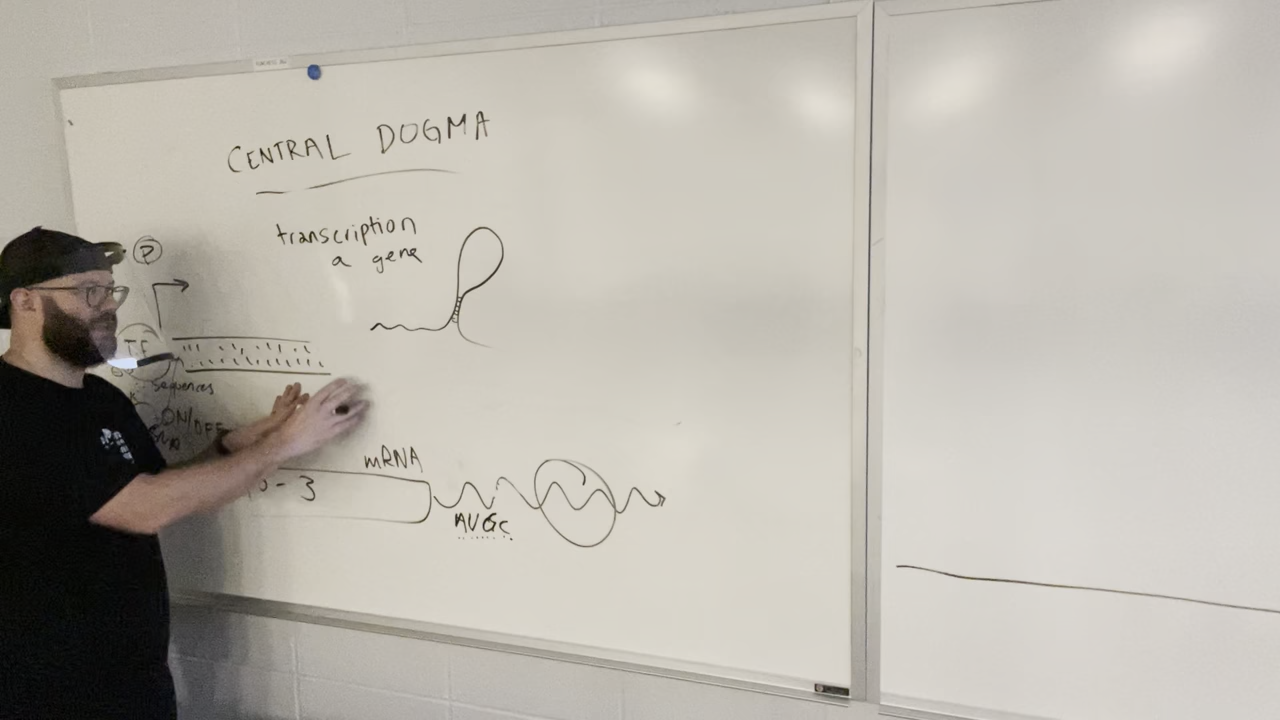 CENTRAL DOGMA
transcription
a gene
P
TF
sequences
ON/OFF
mRNA
- 3
AUGC